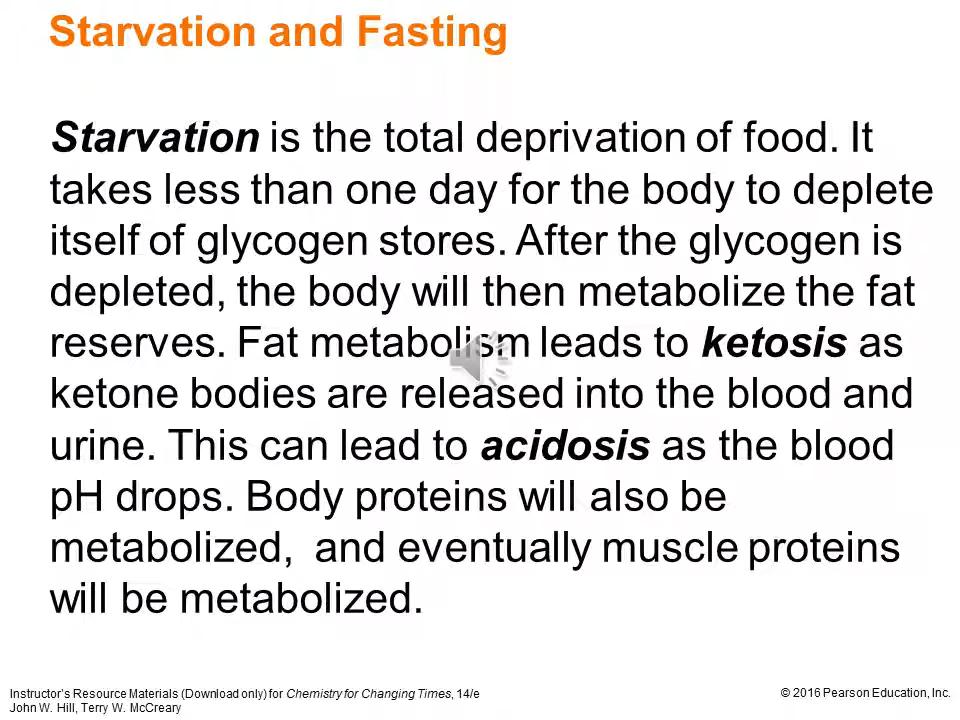 Starvation and Fasting
Starvation is the total deprivation of food. It
takes less than one day for the body to deplete
itself of glycogen stores. After the glycogen is
depleted, the body will then metabolize the fat
reserves. Fat metabolism leads to ketosis as
ketone bodies are released into the blood and
urine. This can lead to acidosis as the blood
pH drops. Body proteins will also be
metabolized,  and eventually muscle proteins
will be metabolized.
Instructor's Resource Materials (Download only) for Chemistry for Changing Times, 14/e
John W. Hill, Terry W. McCreary
© 2016 Pearson Education, Inc.